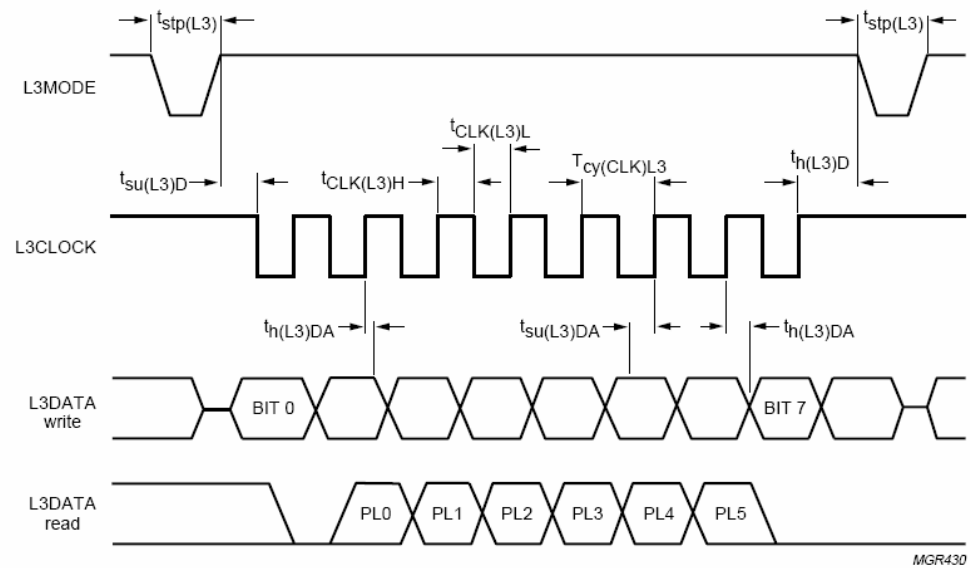 tstp(L3)
tstp(L3)
L3MODE
tCLK(L3)L
tsu(L3)D
tCLK(L3)H
Tcy(CLK)L3
th(L3)D
L3CLOCK
th(L3)DA
tsu(L3)DA
th(L3)DA
L3DATA
write
BIT 0
BIT 7
L3DATA
read
PL0
PL1
PL2
PL3
PL4
PL5
MGR430